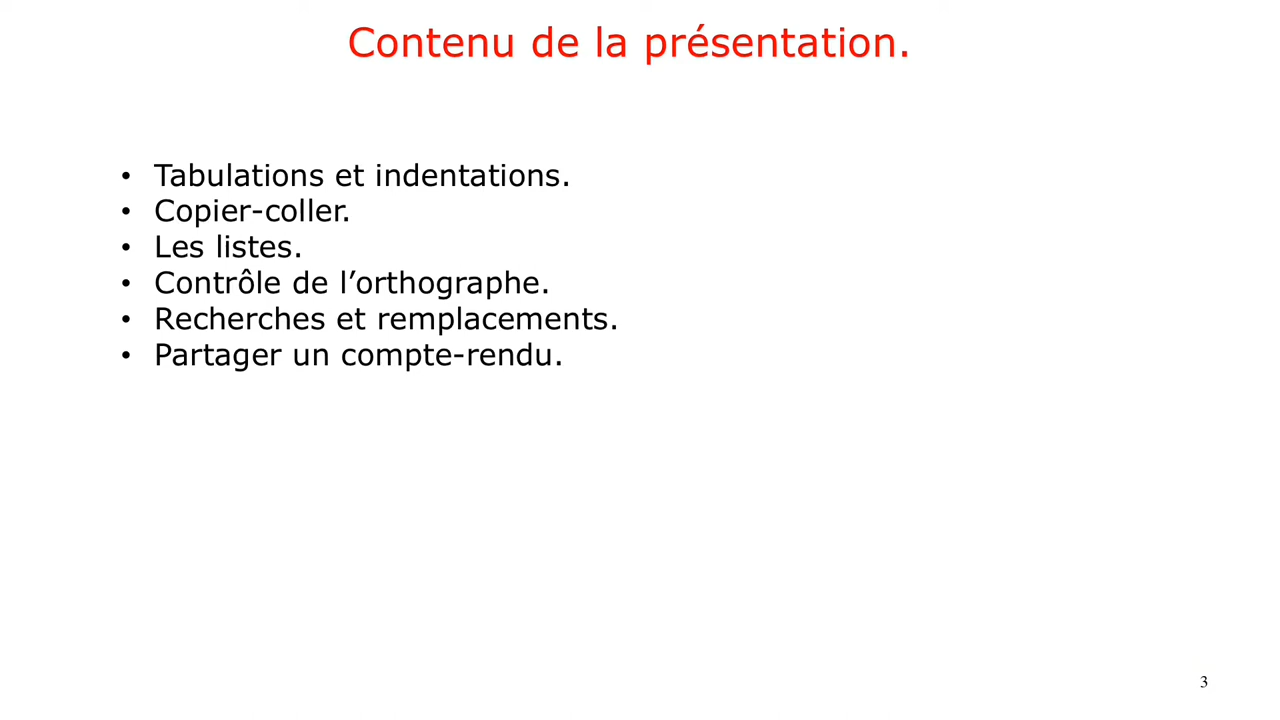 Contenu de la présentation.
• Tabulations et indentations.
• Copier-coller.
• Les listes.
• Contrôle de l’orthographe.
• Recherches et remplacements.
• Partager un compte-rendu.
3